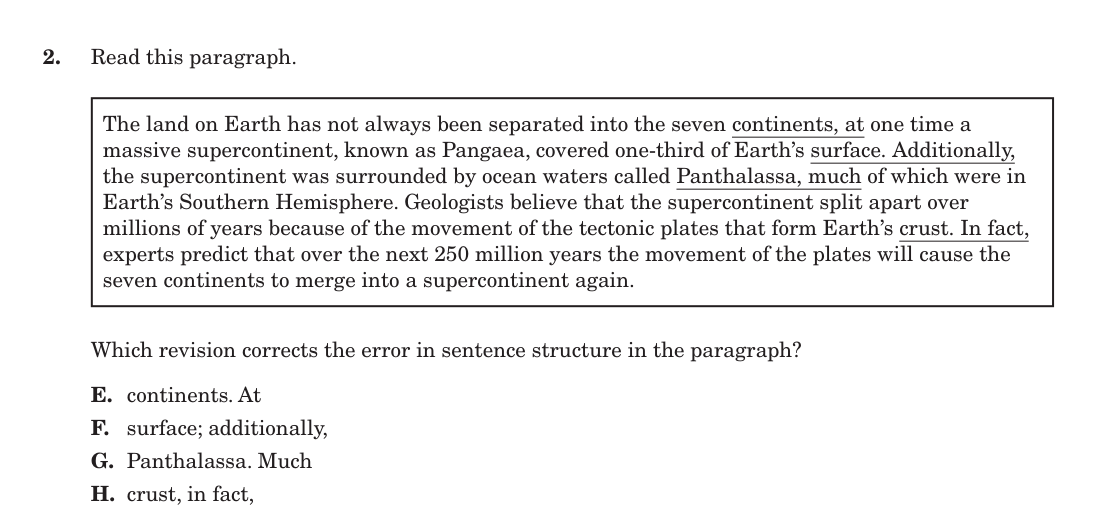 2. Read this paragraph.
The land on Earth has not always been separated into the seven continents, at one time a
massive supercontinent, known as Pangaea, covered one-third of Earth's surface. Additionally,
the supercontinent was surrounded by ocean waters called Panthalassa, much of which were in
Earth's Southern Hemisphere. Geologists believe that the supercontinent split apart over
millions of years because of the movement of the tectonic plates that form Earth's crust. In fact,
experts predict that over the next 250 million years the movement of the plates will cause the
seven continents to merge into a supercontinent again.
Which revision corrects the error in sentence structure in the paragraph?
E. continents. At
F. surface; additionally,
G. Panthalassa. Much
H. crust, in fact,